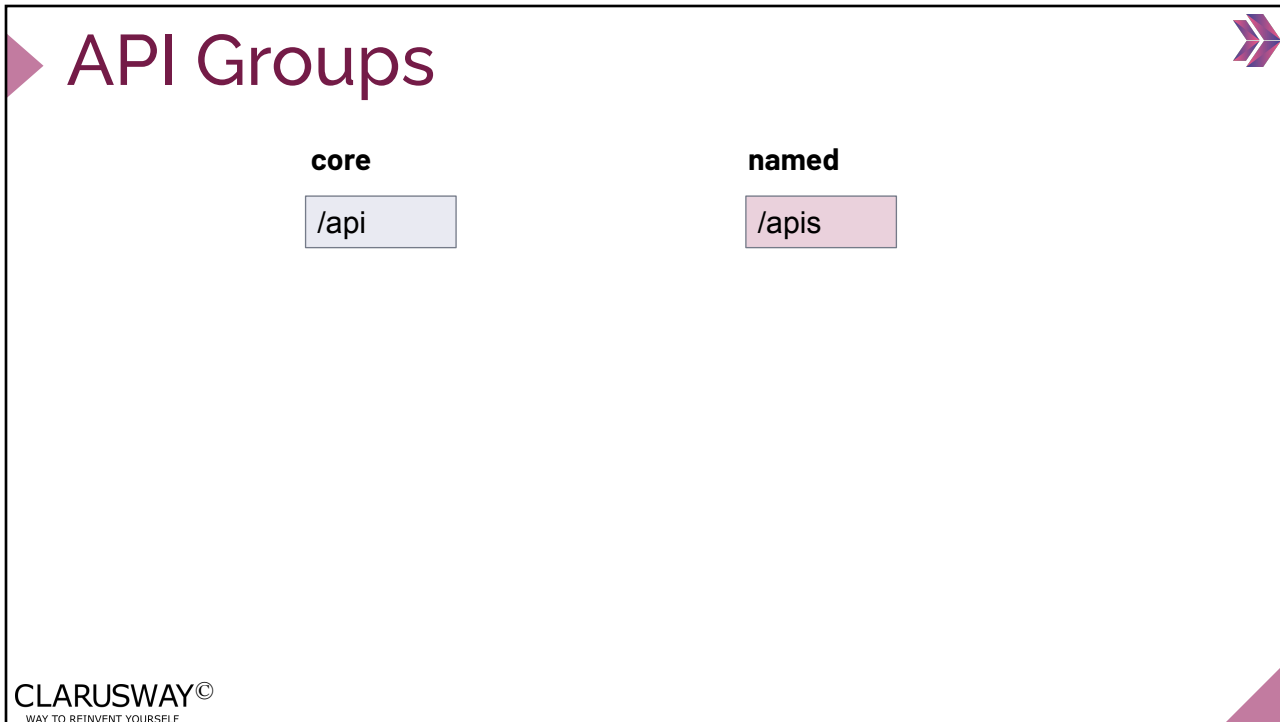 API Groups
core
named
/api
/apis
CLARUSWAY©
WAY TO REINVENT YOURSELF